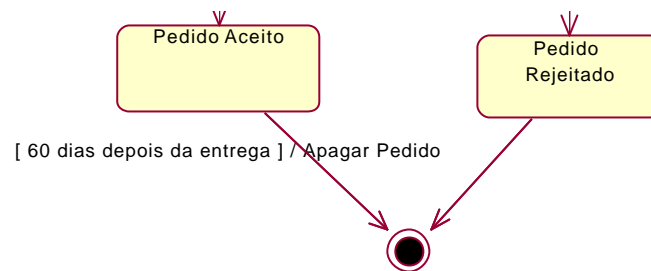 Pedido Aceito
Pedido
Rejeitado
[ 60 dias depois da entrega ] / Apagar Pedido